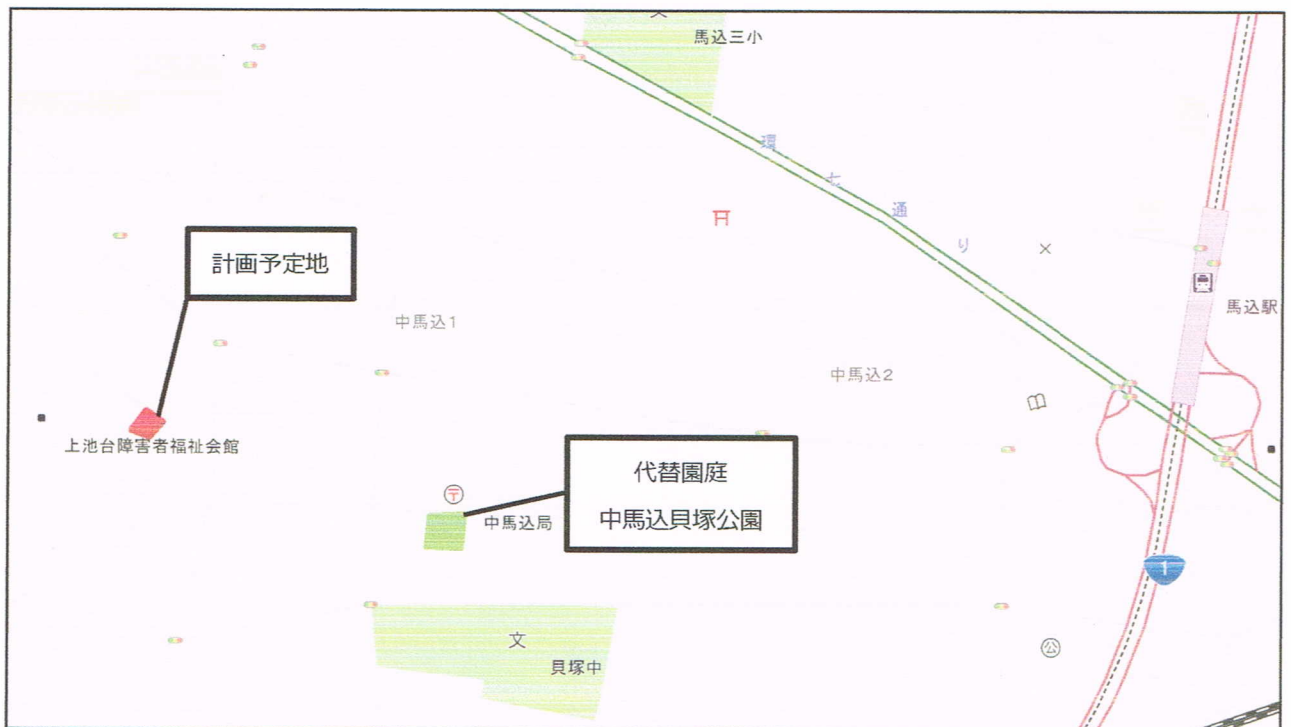 馬込三小
環七通り
計画予定地
馬込駅
中馬込1
中馬込2
上池台障害者福祉会館
代替園庭
中馬込貝塚公園
〒
中馬込局
1
文
貝塚中
公